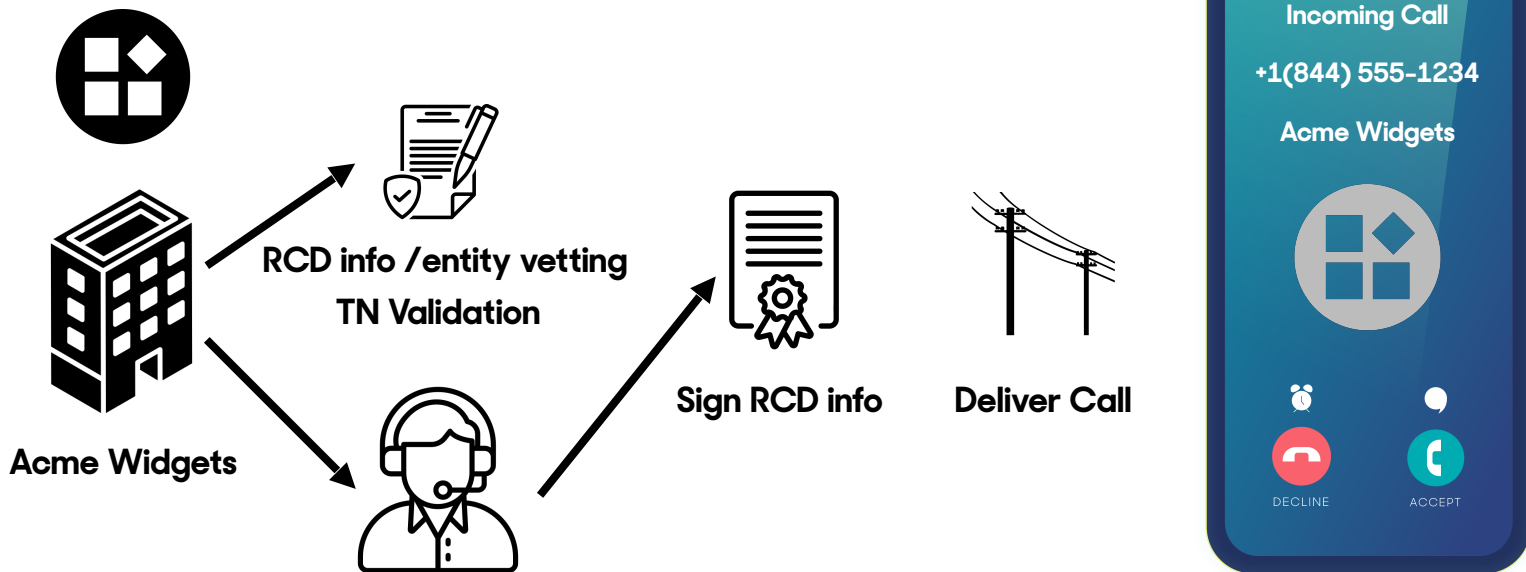 RCD info /entity vetting
TN Validation
Acme Widgets
Sign RCD info
Deliver Call
Incoming Call
+1(844) 555-1234
Acme Widgets
DECLINE
ACCEPT